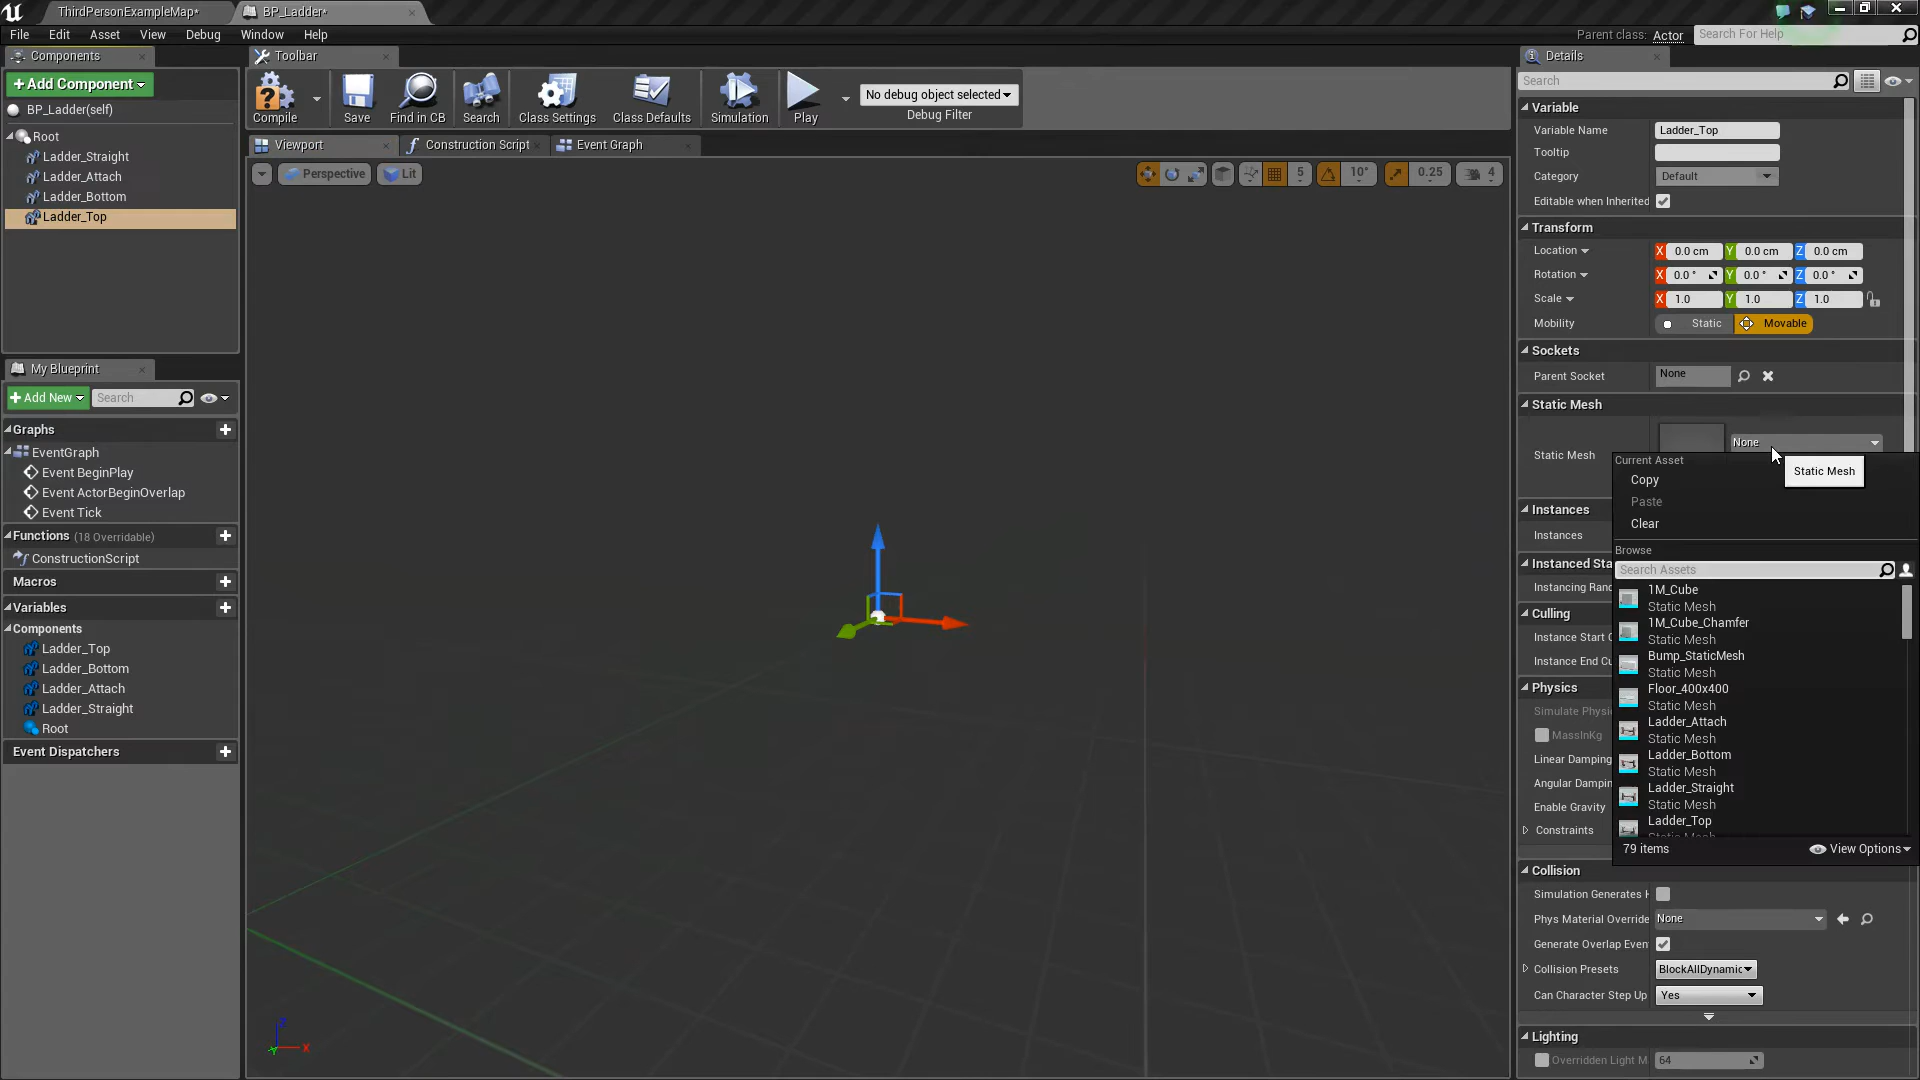 ThirdPersonExampleMap*
BP_Ladder*
File Edit Asset View Debug Window Help
Parent class: Actor
Search For Help
Components
+ Add Component
BP_Ladder(self)
Root
Ladder_Straight
Ladder_Attach
Ladder_Bottom
Ladder_Top
My Blueprint
+ Add New
Search
Graphs
EventGraph
Event BeginPlay
Event ActorBeginOverlap
Event Tick
Functions (18 Overridable)
ConstructionScript
Macros
Variables
Components
Ladder_Top
Ladder_Bottom
Ladder_Attach
Ladder_Straight
Root
Event Dispatchers
Toolbar
Compile
Save
Find in CB
Search
Class Settings
Class Defaults
Simulation
Play
No debug object selected
Debug Filter
Viewport
Construction Script
Event Graph
Perspective
Lit
5
10°
0.25
4
Z
X
Y
Details
Search
Variable
Variable Name Ladder_Top
Tooltip
Category Default
Editable when Inherited
Transform
Location X 0.0 cm Y 0.0 cm Z 0.0 cm
Rotation X 0.0 ° Y 0.0 ° Z 0.0 °
Scale X 1.0 Y 1.0 Z 1.0
Mobility Static Movable
Sockets
Parent Socket None
Static Mesh
Static Mesh
None
Static Mesh
Current Asset
Copy
Paste
Clear
Browse
Search Assets
1M_Cube
Static Mesh
1M_Cube_Chamfer
Static Mesh
Bump_StaticMesh
Static Mesh
Floor_400x400
Static Mesh
Ladder_Attach
Static Mesh
Ladder_Bottom
Static Mesh
Ladder_Straight
Static Mesh
Ladder_Top
Static Mesh
79 items
View Options
Instances
Instances
Instanced Sta
Instancing Ran
Culling
Instance Start
Instance End Cu
Physics
Simulate Physi
MassInKg
Linear Damping
Angular Dampin
Enable Gravity
Constraints
Collision
Simulation Generates
Phys Material Override None
Generate Overlap Even
Collision Presets BlockAllDynamic
Can Character Step Up Yes
Lighting
Overridden Light M 64